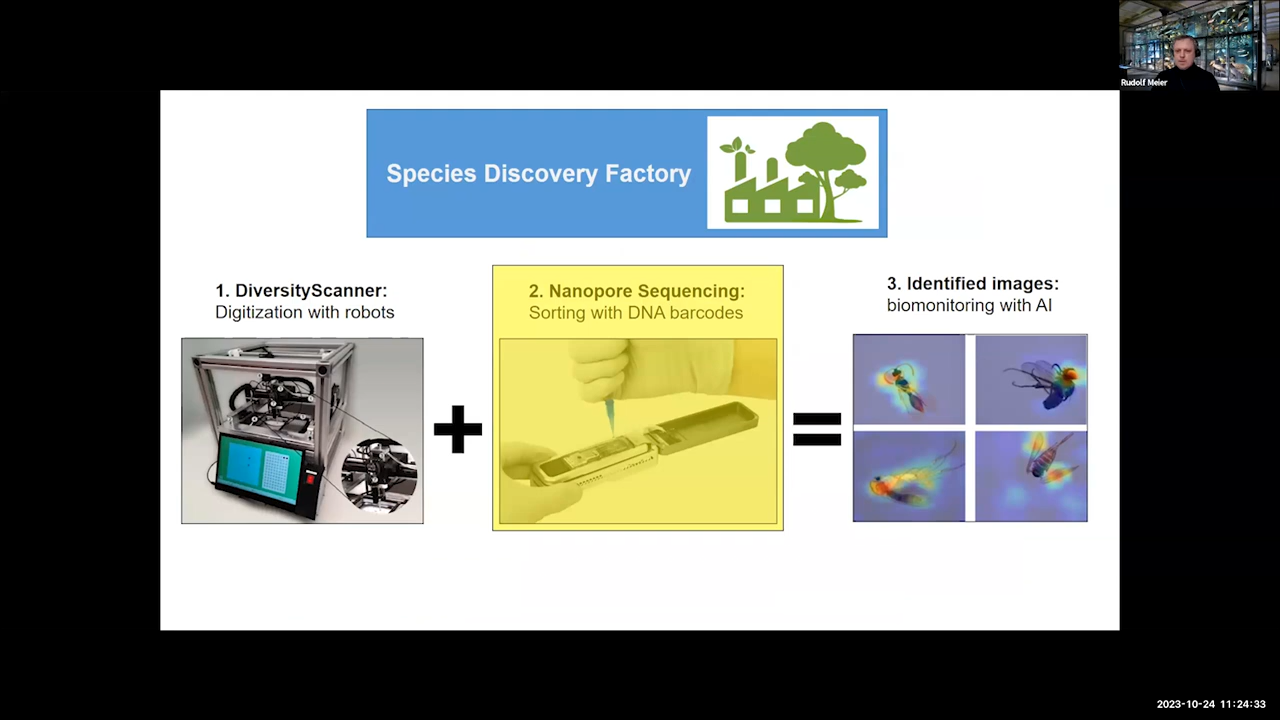 Rudolf Meier
Species Discovery Factory
1. DiversityScanner:
Digitization with robots
2. Nanopore Sequencing:
Sorting with DNA barcodes
3. Identified images:
biomonitoring with AI
2023-10-24 11:24:33